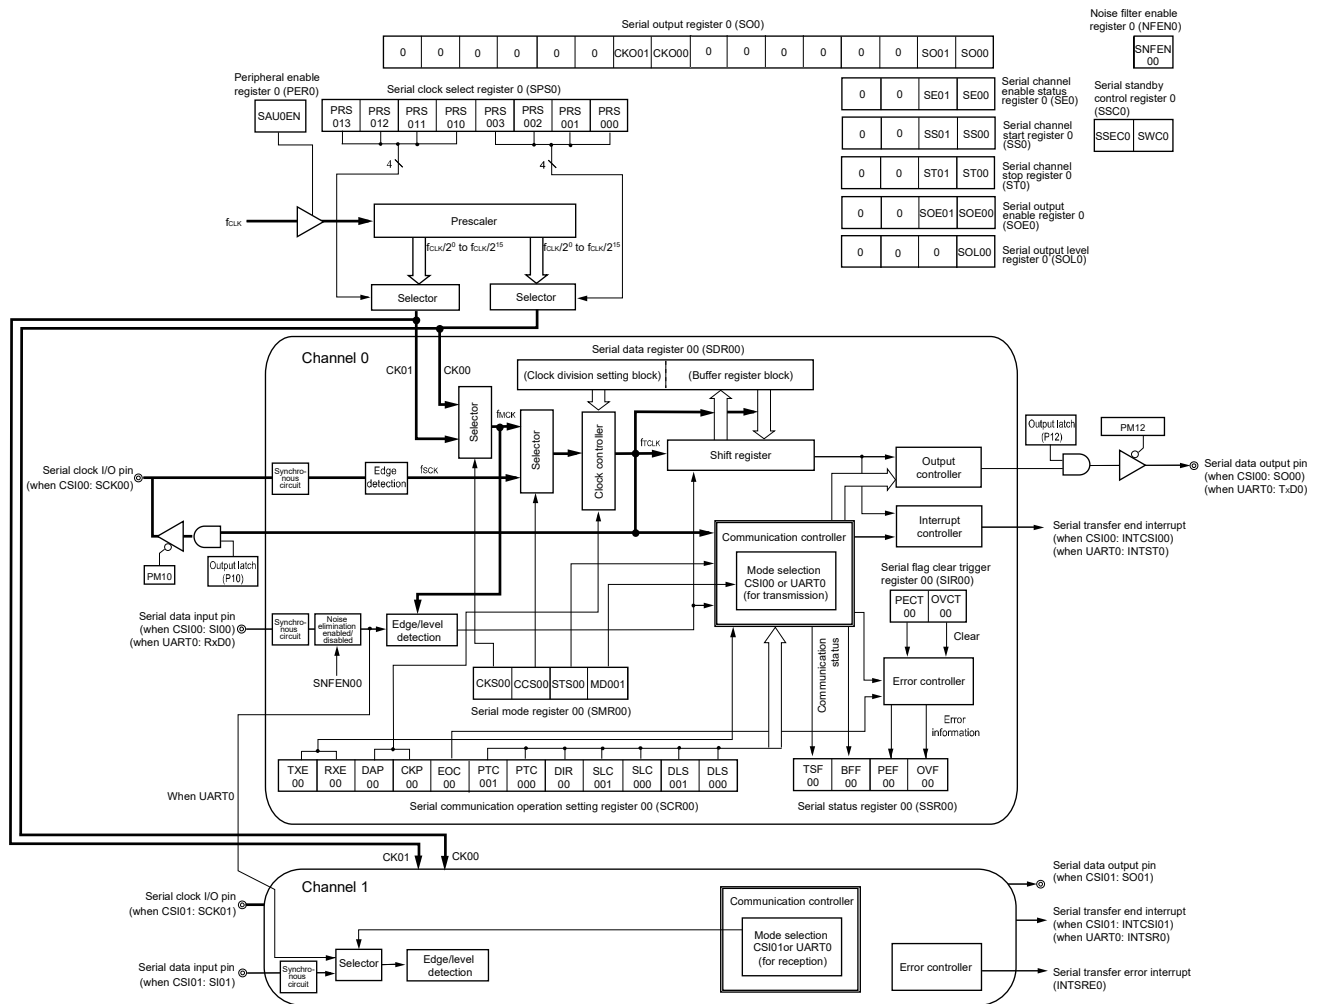 Serial output register 0 (SO0)
0 0 0 0 0 0 CKO01 CKO00 0 0 0 0 0 0 SO01 SO00
Noise filter enable
register 0 (NFEN0)
SNFEN
00
Peripheral enable
register 0 (PER0)
SAU0EN
Serial clock select register 0 (SPS0)
PRS PRS PRS PRS PRS PRS PRS PRS
013 012 011 010 003 002 001 000
0 0 SE01 SE00
Serial channel
enable status
register 0 (SE0)
0 0 SS01 SS00
Serial channel
start register 0
(SS0)
0 0 ST01 ST00
Serial channel
stop register 0
(ST0)
0 0 SOE01 SOE00
Serial output
enable register 0
(SOE0)
0 0 0 SOL00
Serial output level
register 0 (SOL0)
Serial standby
control register 0
(SSC0)
SSEC0 SWC0
4
4
fCLK
Prescaler
fCLK/2⁰ to fCLK/2¹⁵
fCLK/2⁰ to fCLK/2¹⁵
Selector
Selector
Channel 0
CK01
CK00
Serial data register 00 (SDR00)
(Clock division setting block)
(Buffer register block)
Selector
fMCK
Selector
Clock controller
fTCLK
Shift register
Output
controller
Output latch
(P12)
PM12
Serial data output pin
(when CSI00: SO00)
(when UART0: TxD0)
Serial clock I/O pin
(when CSI00: SCK00)
Synchro-
nous
circuit
Edge
detection
fSCK
Interrupt
controller
Serial transfer end interrupt
(when CSI00: INTCSI00)
(when UART0: INTST0)
PM10
Output latch
(P10)
Communication controller
Mode selection
CSI00 or UART0
(for transmission)
Serial flag clear trigger
register 00 (SIR00)
PECT OVCT
00 00
Clear
Serial data input pin
(when CSI00: SI00)
(when UART0: RxD0)
Synchro-
nous
circuit
Noise
elimination
enabled/
disabled
Edge/level
detection
SNFEN00
CKS00 CCS00 STS00 MD001
Serial mode register 00 (SMR00)
Communication
status
Error controller
Error
information
TXE RXE DAP CKP EOC PTC PTC DIR SLC SLC DLS DLS
00 00 00 00 00 001 000 00 001 000 001 000
Serial communication operation setting register 00 (SCR00)
TSF BFF PEF OVF
00 00 00 00
Serial status register 00 (SSR00)
When UART0
CK01
CK00
Channel 1
Serial clock I/O pin
(when CSI01: SCK01)
Serial data input pin
(when CSI01: SI01)
Synchro-
nous
circuit
Selector
Edge/level
detection
Communication controller
Mode selection
CSI01or UART0
(for reception)
Error controller
Serial data output pin
(when CSI01: SO01)
Serial transfer end interrupt
(when CSI01: INTCSI01)
(when UART0: INTSR0)
Serial transfer error interrupt
(INTSRE0)